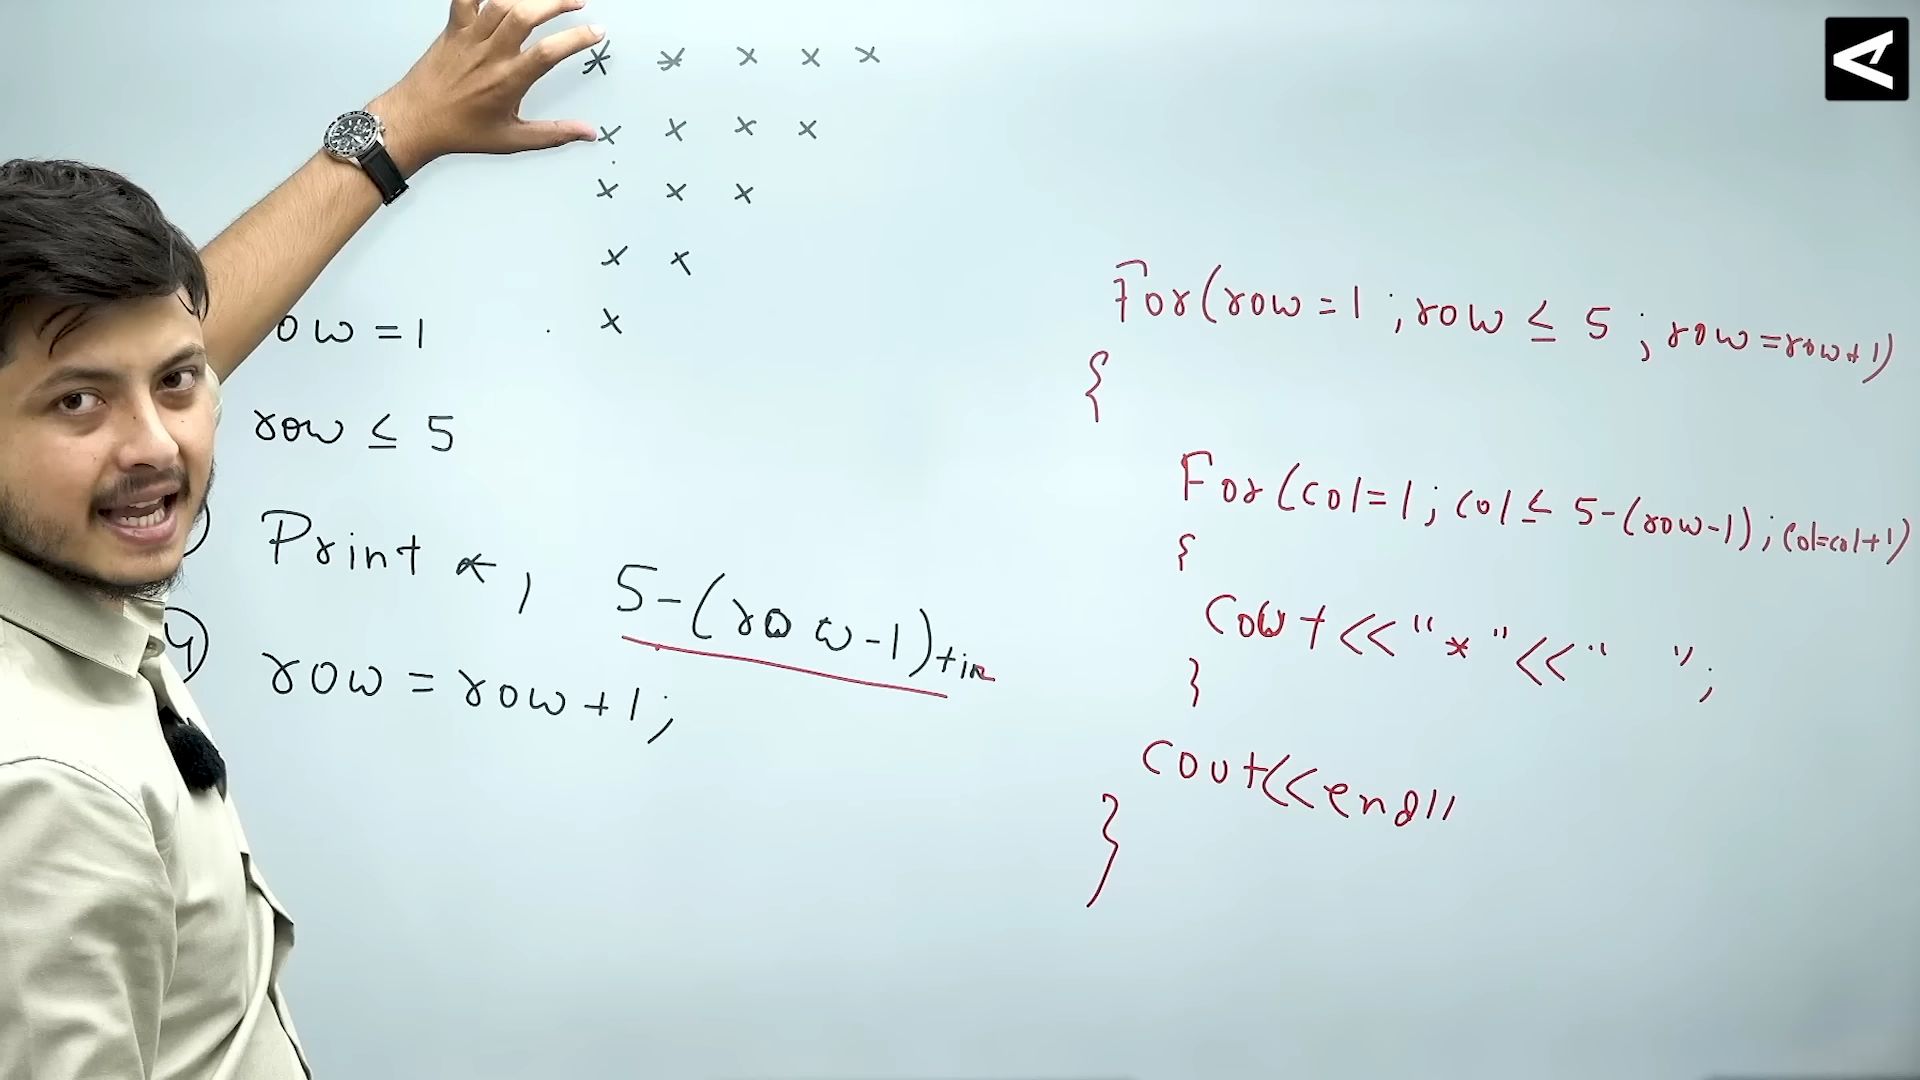 * * * * *
* * * *
* * *
* *
*
ow = 1
row ≤ 5
Print *, 5-(row-1)tim
4) row = row+1;
For(row=1; row ≤ 5; row=row+1)
{
For(col=1; col ≤ 5-(row-1); col=col+1)
{
Cout<<"*"<<" ";
}
Cout<<endl
}